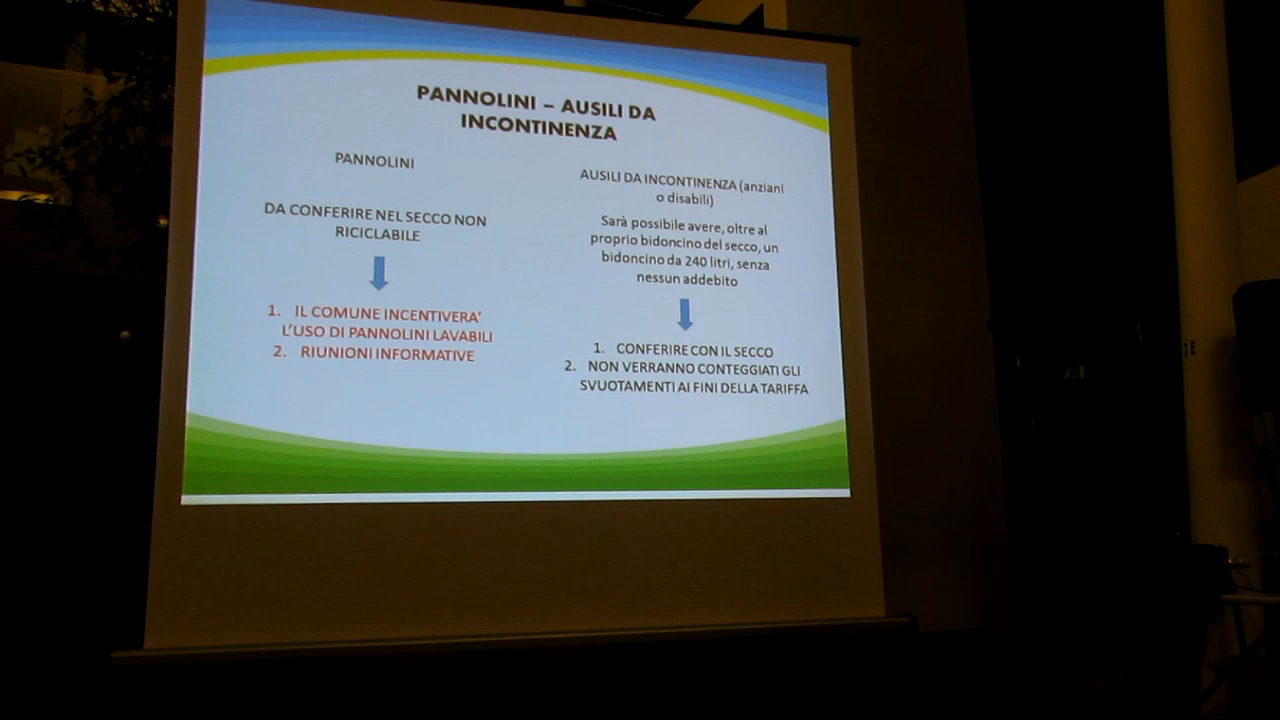 PANNOLINI – AUSILI DA
INCONTINENZA
PANNOLINI
DA CONFERIRE NEL SECCO NON
RICICLABILE
1. IL COMUNE INCENTIVERA'
L'USO DI PANNOLINI LAVABILI
2. RIUNIONI INFORMATIVE
AUSILI DA INCONTINENZA (anziani
o disabili)
Sarà possibile avere, oltre al
proprio bidoncino del secco, un
bidoncino da 240 litri, senza
nessun addebito
1. CONFERIRE CON IL SECCO
2. NON VERRANNO CONTEGGIATI GLI
SVUOTAMENTI AI FINI DELLA TARIFFA